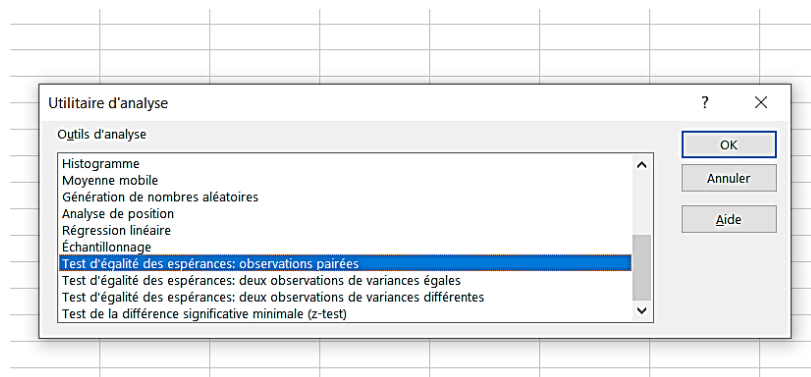 Utilitaire d'analyse
?
Outils d'analyse
Histogramme
Moyenne mobile
Génération de nombres aléatoires
Analyse de position
Régression linéaire
Échantillonnage
Test d'égalité des espérances: observations pairées
Test d'égalité des espérances: deux observations de variances égales
Test d'égalité des espérances: deux observations de variances différentes
Test de la différence significative minimale (z-test)
OK
Annuler
Aide